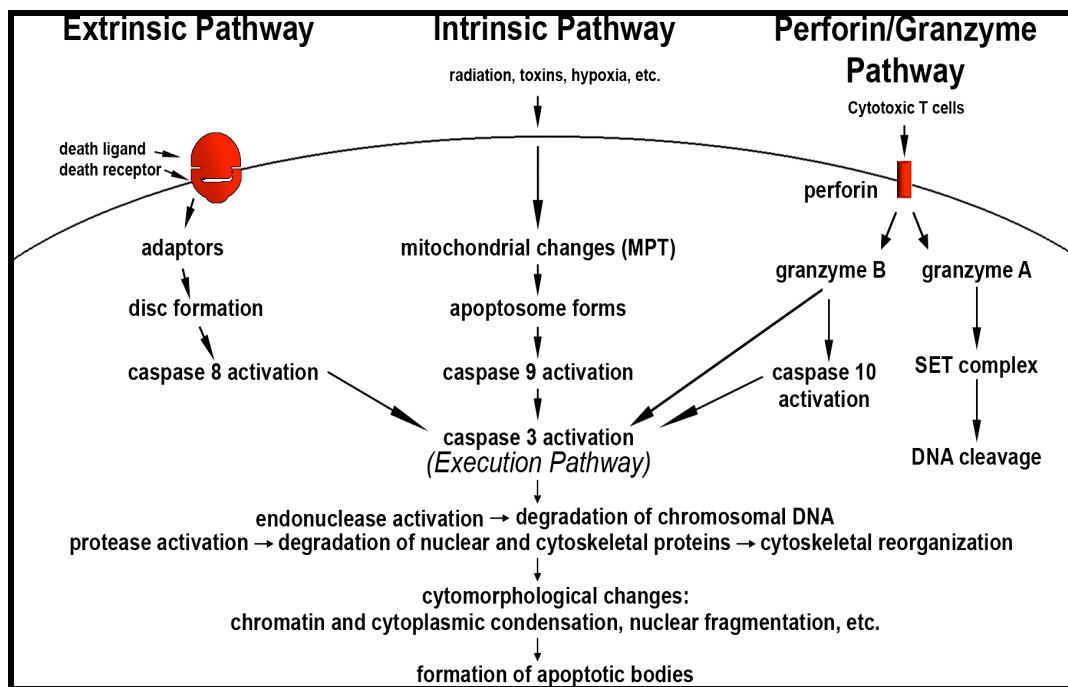 Extrinsic Pathway
Intrinsic Pathway
Perforin/Granzyme
Pathway
radiation, toxins, hypoxia, etc.
Cytotoxic T cells
death ligand
death receptor
perforin
adaptors
mitochondrial changes (MPT)
granzyme B
granzyme A
disc formation
apoptosome forms
SET complex
caspase 8 activation
caspase 9 activation
caspase 10
activation
caspase 3 activation
(Execution Pathway)
DNA cleavage
endonuclease activation → degradation of chromosomal DNA
protease activation → degradation of nuclear and cytoskeletal proteins → cytoskeletal reorganization
cytomorphological changes:
chromatin and cytoplasmic condensation, nuclear fragmentation, etc.
formation of apoptotic bodies